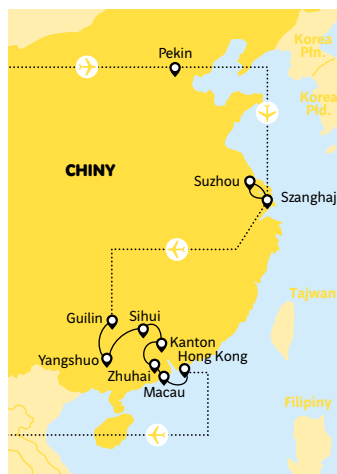 Korea
Płn.
Pekin
Korea
Płd.
CHINY
Suzhou
Szanghaj
Tajwan
Guilin
Sihui
Kanton
Hong Kong
Yangshuo
Zhuhai
Macau
Filipiny